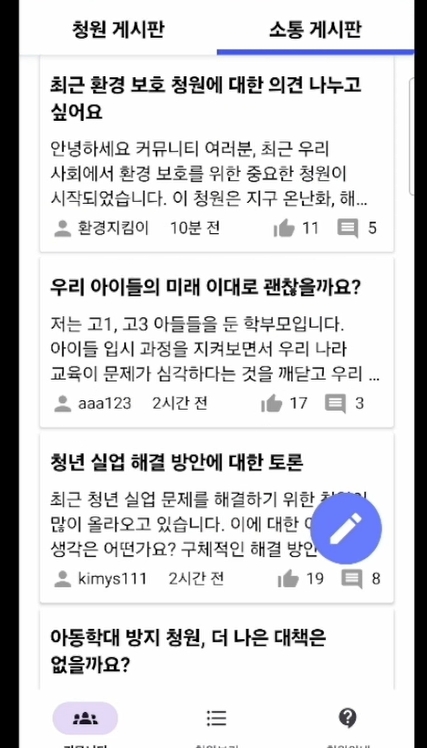 청원 게시판
소통 게시판
최근 환경 보호 청원에 대한 의견 나누고
싶어요
안녕하세요 커뮤니티 여러분, 최근 우리
사회에서 환경 보호를 위한 중요한 청원이
시작되었습니다. 이 청원은 지구 온난화, 해...
환경지킴이 10분 전 11 5
우리 아이들의 미래 이대로 괜찮을까요?
저는 고1, 고3 아들들을 둔 학부모입니다.
아이들 입시 과정을 지켜보면서 우리 나라
교육이 문제가 심각하다는 것을 깨닫고 우리 ...
aaa123 2시간 전 17 3
청년 실업 해결 방안에 대한 토론
최근 청년 실업 문제를 해결하기 위한
많이 올라오고 있습니다. 이에 대한
생각은 어떤가요? 구체적인 해결 방안
kimys111 2시간 전 19 8
아동학대 방지 청원, 더 나은 대책은
없을까요?